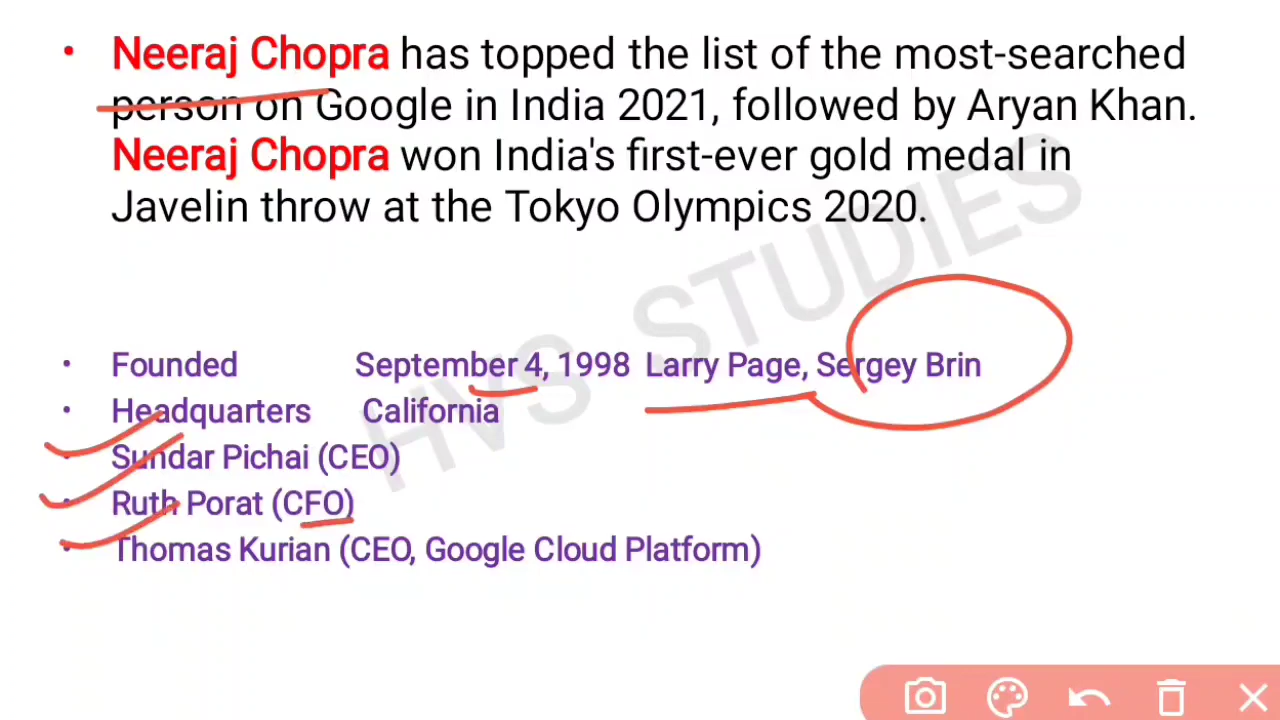 • Neeraj Chopra has topped the list of the most-searched
person on Google in India 2021, followed by Aryan Khan.
Neeraj Chopra won India's first-ever gold medal in
Javelin throw at the Tokyo Olympics 2020.
HVS STUDIES
• Founded September 4, 1998 Larry Page, Sergey Brin
• Headquarters California
• Sundar Pichai (CEO)
• Ruth Porat (CFO)
• Thomas Kurian (CEO, Google Cloud Platform)